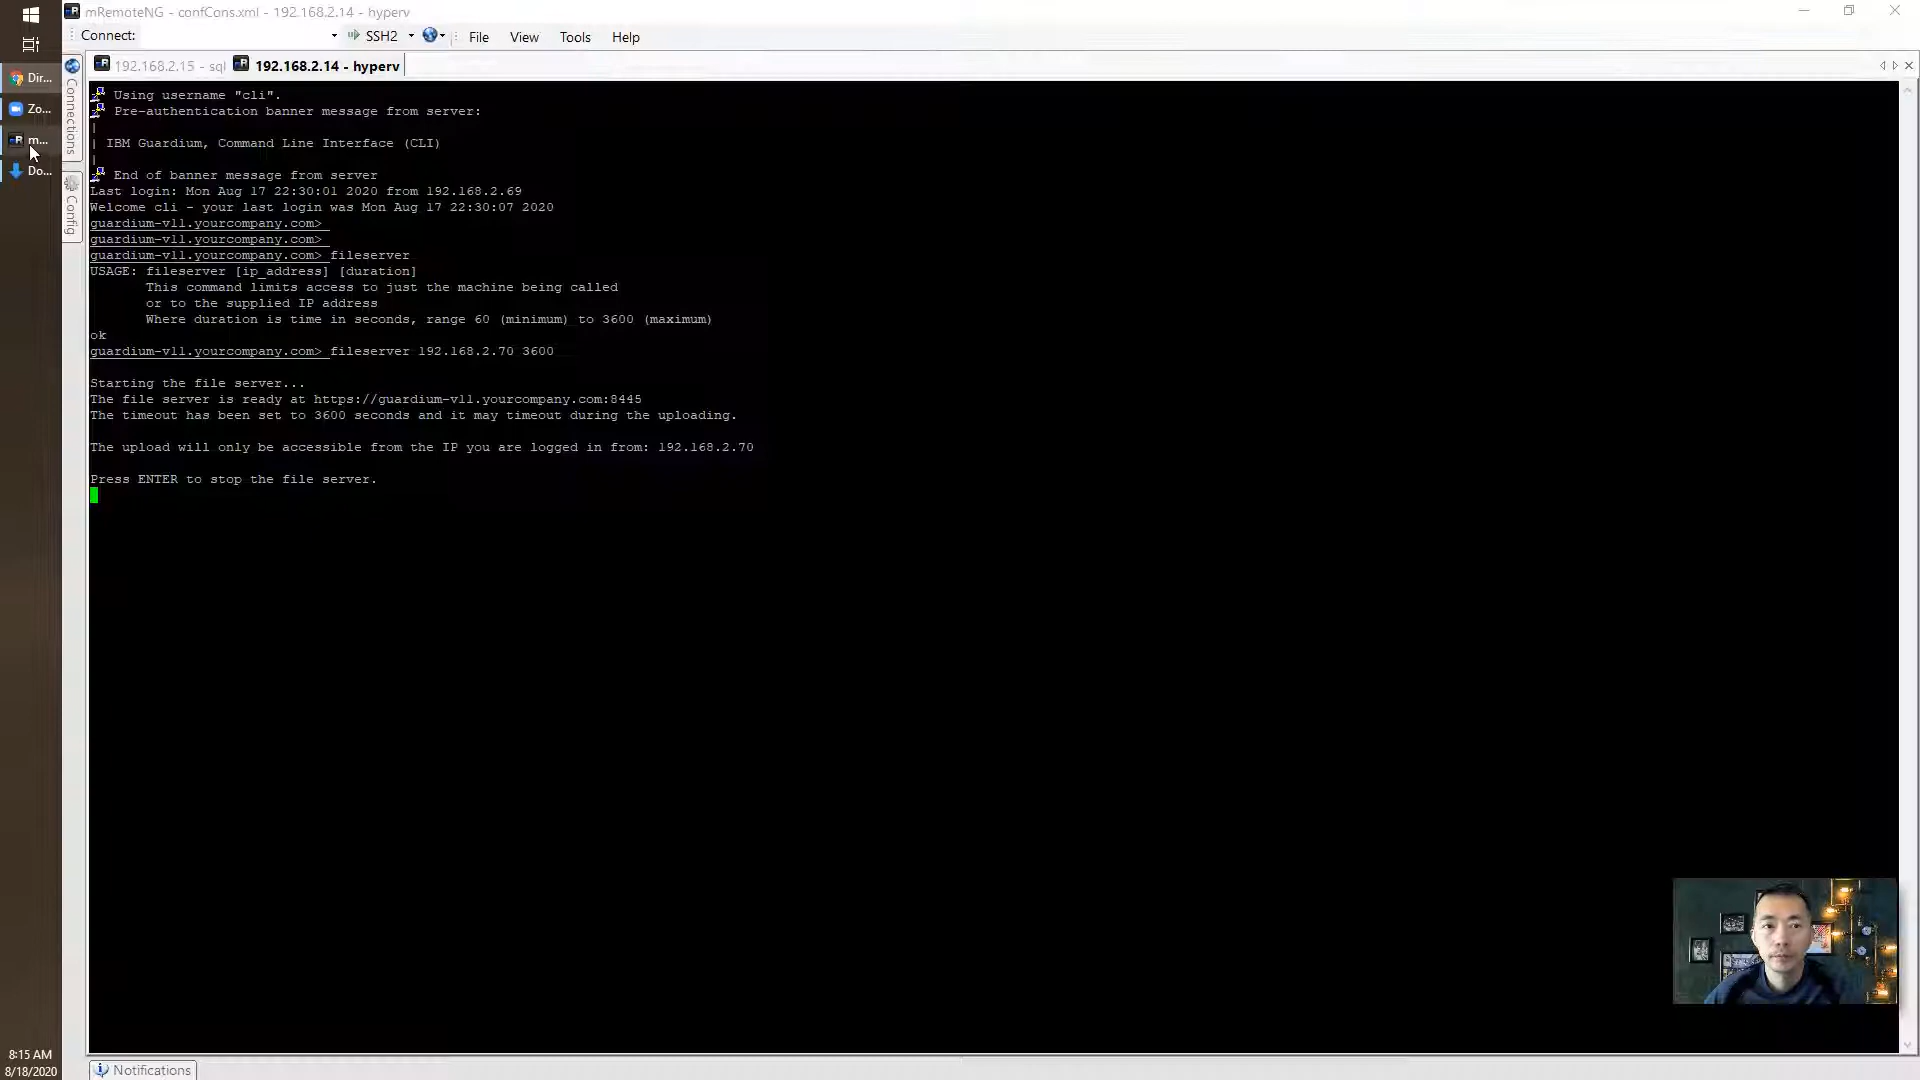 mRemoteNG - confCons.xml - 192.168.2.14 - hyperv
Connect:
SSH2
File
View
Tools
Help
192.168.2.15 - sql
192.168.2.14 - hyperv
Dir...
Zo...
m...
Do...
Connections
Config
Using username "cli".
Pre-authentication banner message from server:
|
| IBM Guardium, Command Line Interface (CLI)
|
End of banner message from server
Last login: Mon Aug 17 22:30:01 2020 from 192.168.2.69
Welcome cli - your last login was Mon Aug 17 22:30:07 2020
guardium-v11.yourcompany.com>
guardium-v11.yourcompany.com>
guardium-v11.yourcompany.com> fileserver
USAGE: fileserver [ip_address] [duration]
This command limits access to just the machine being called
or to the supplied IP address
Where duration is time in seconds, range 60 (minimum) to 3600 (maximum)
ok
guardium-v11.yourcompany.com> fileserver 192.168.2.70 3600
Starting the file server...
The file server is ready at https://guardium-v11.yourcompany.com:8445
The timeout has been set to 3600 seconds and it may timeout during the uploading.
The upload will only be accessible from the IP you are logged in from: 192.168.2.70
Press ENTER to stop the file server.
Notifications
8:15 AM
8/18/2020